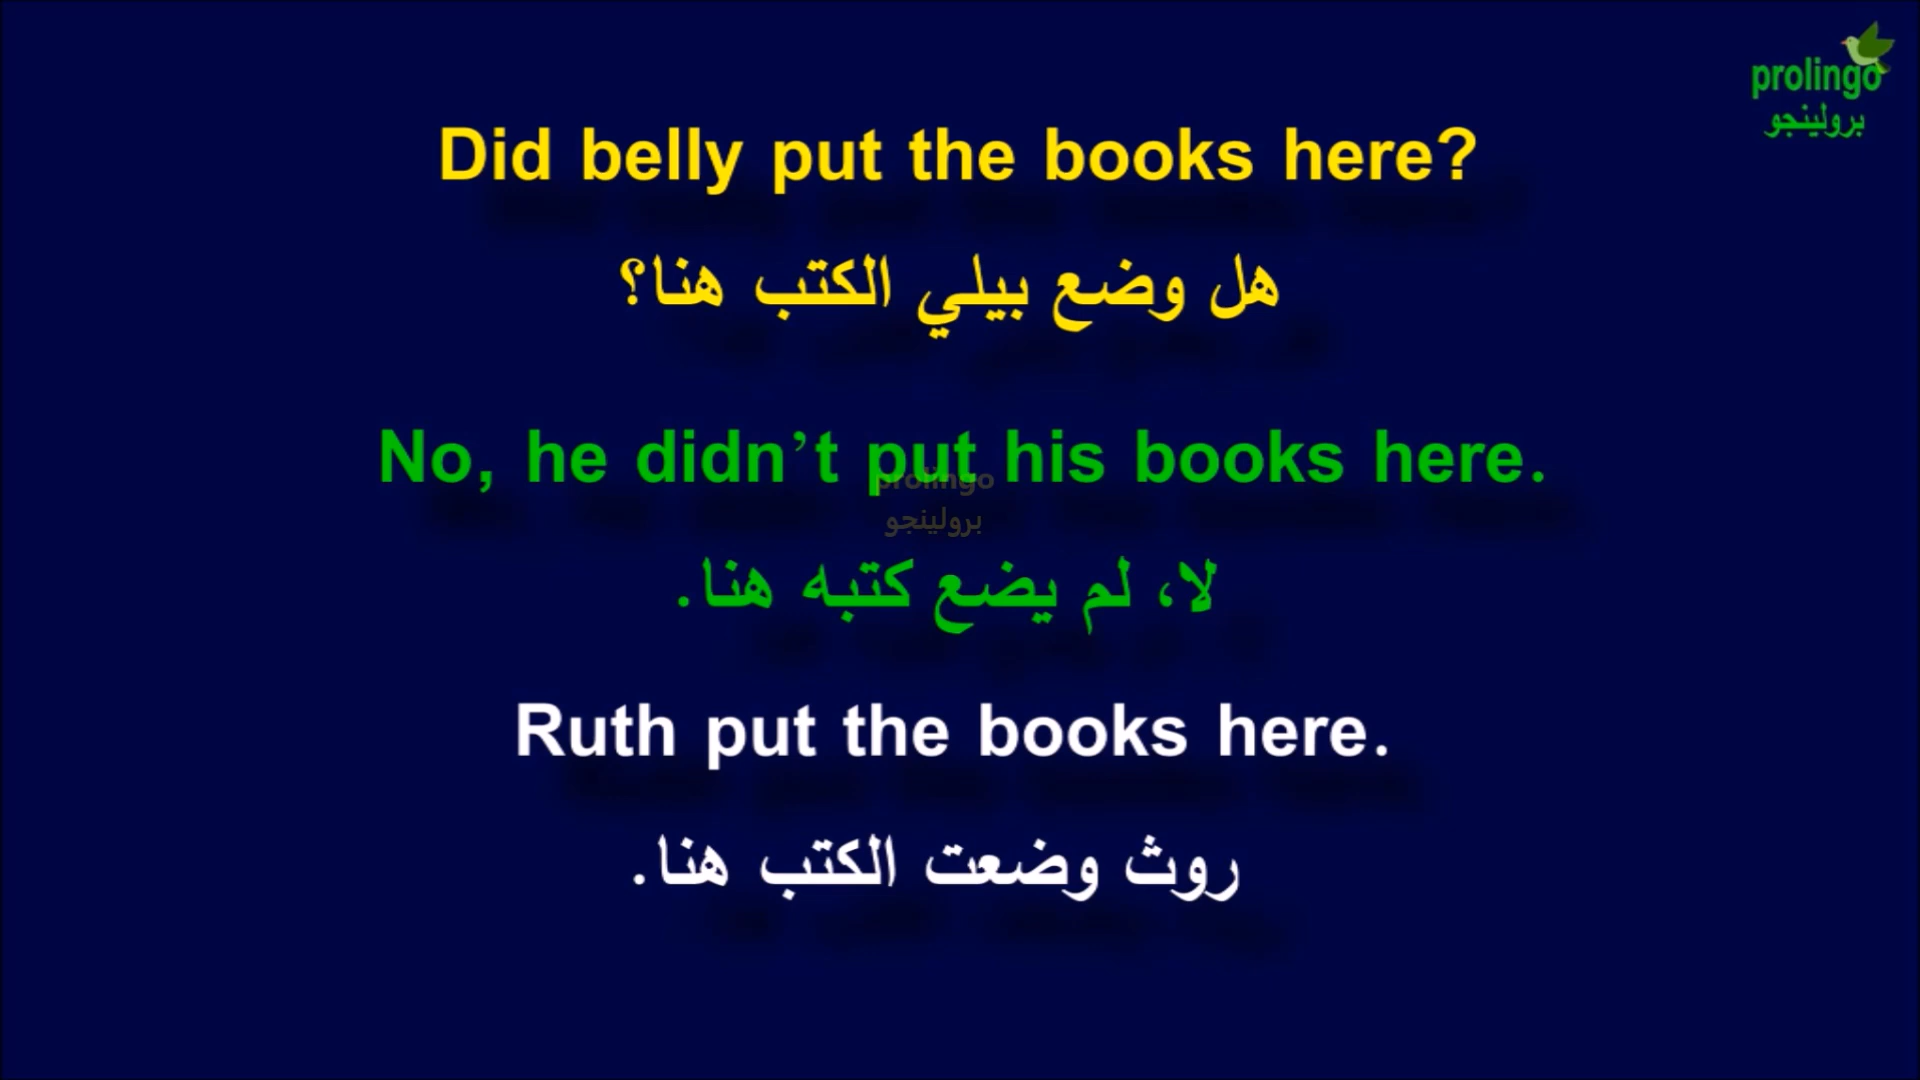 prolingo
برولينجو
Did belly put the books here?
هل وضع بيلي الكتب هنا؟
No, he didn’t put his books here.
prolingo
برولينجو
لا، لم يضع كتبه هنا.
Ruth put the books here.
روث وضعت الكتب هنا.